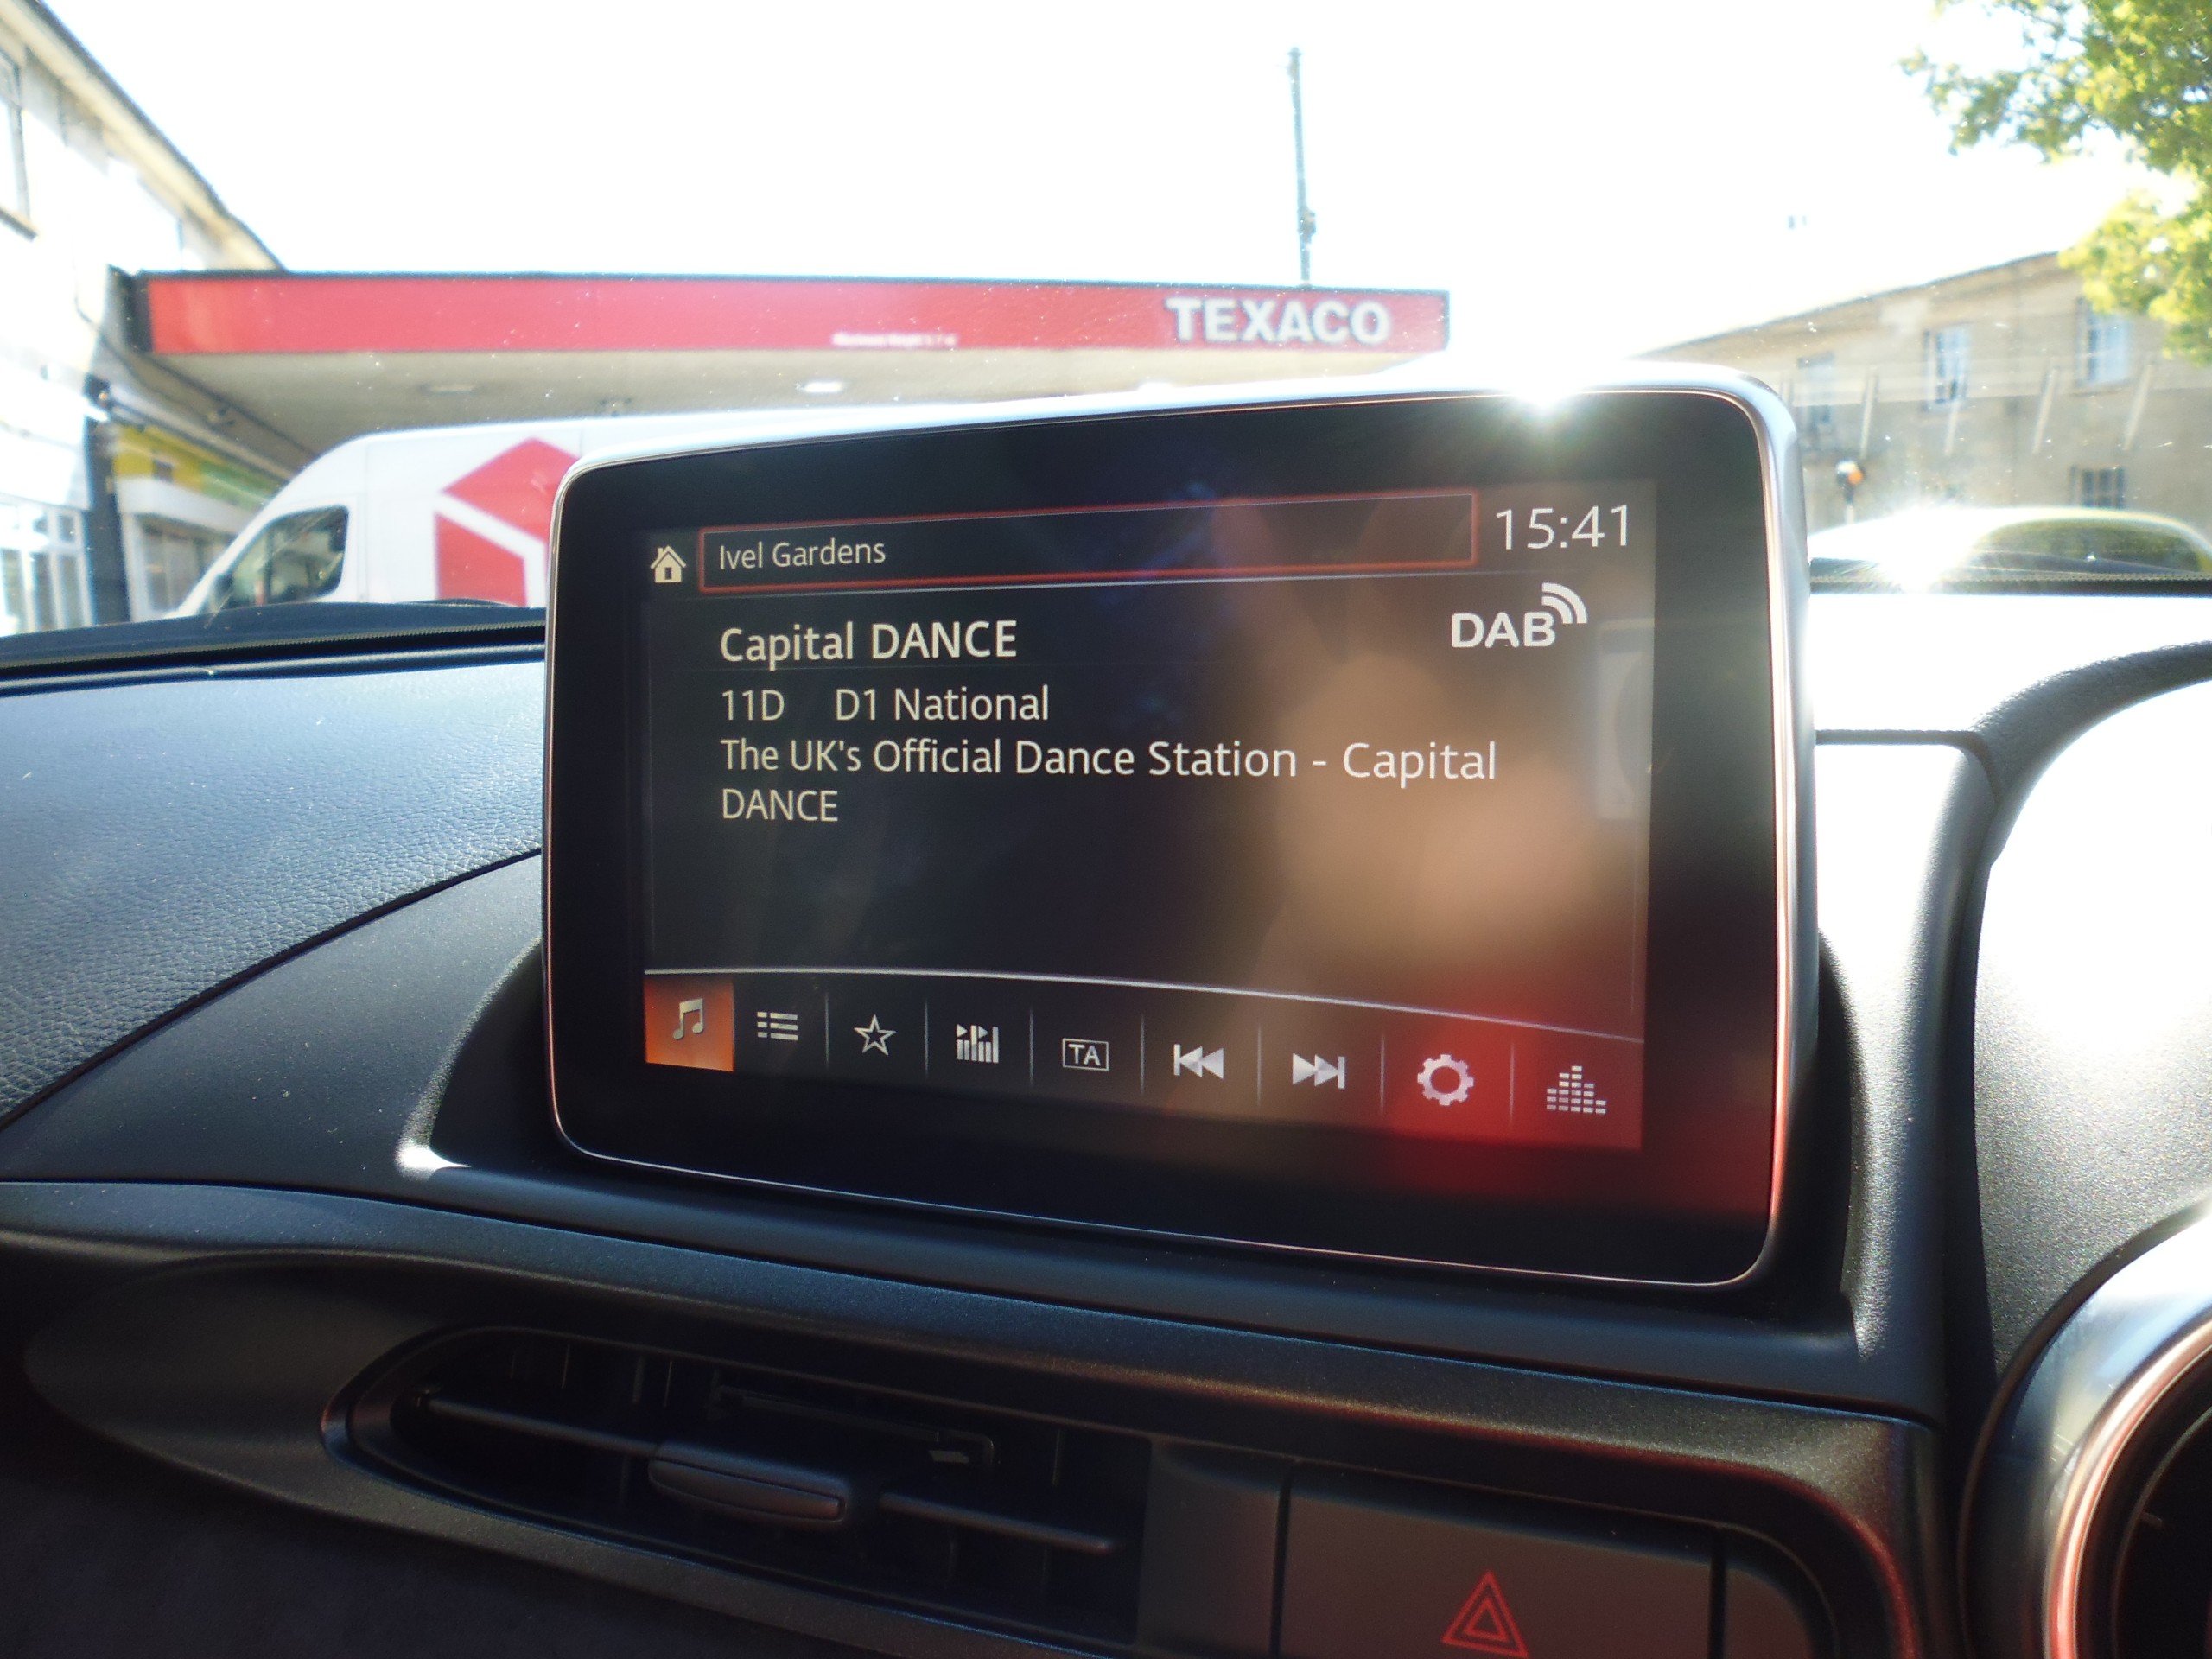 TEXACO
Ivel Gardens
15:41
DAB
Capital DANCE
11D D1 National
The UK's Official Dance Station - Capital
DANCE
TA